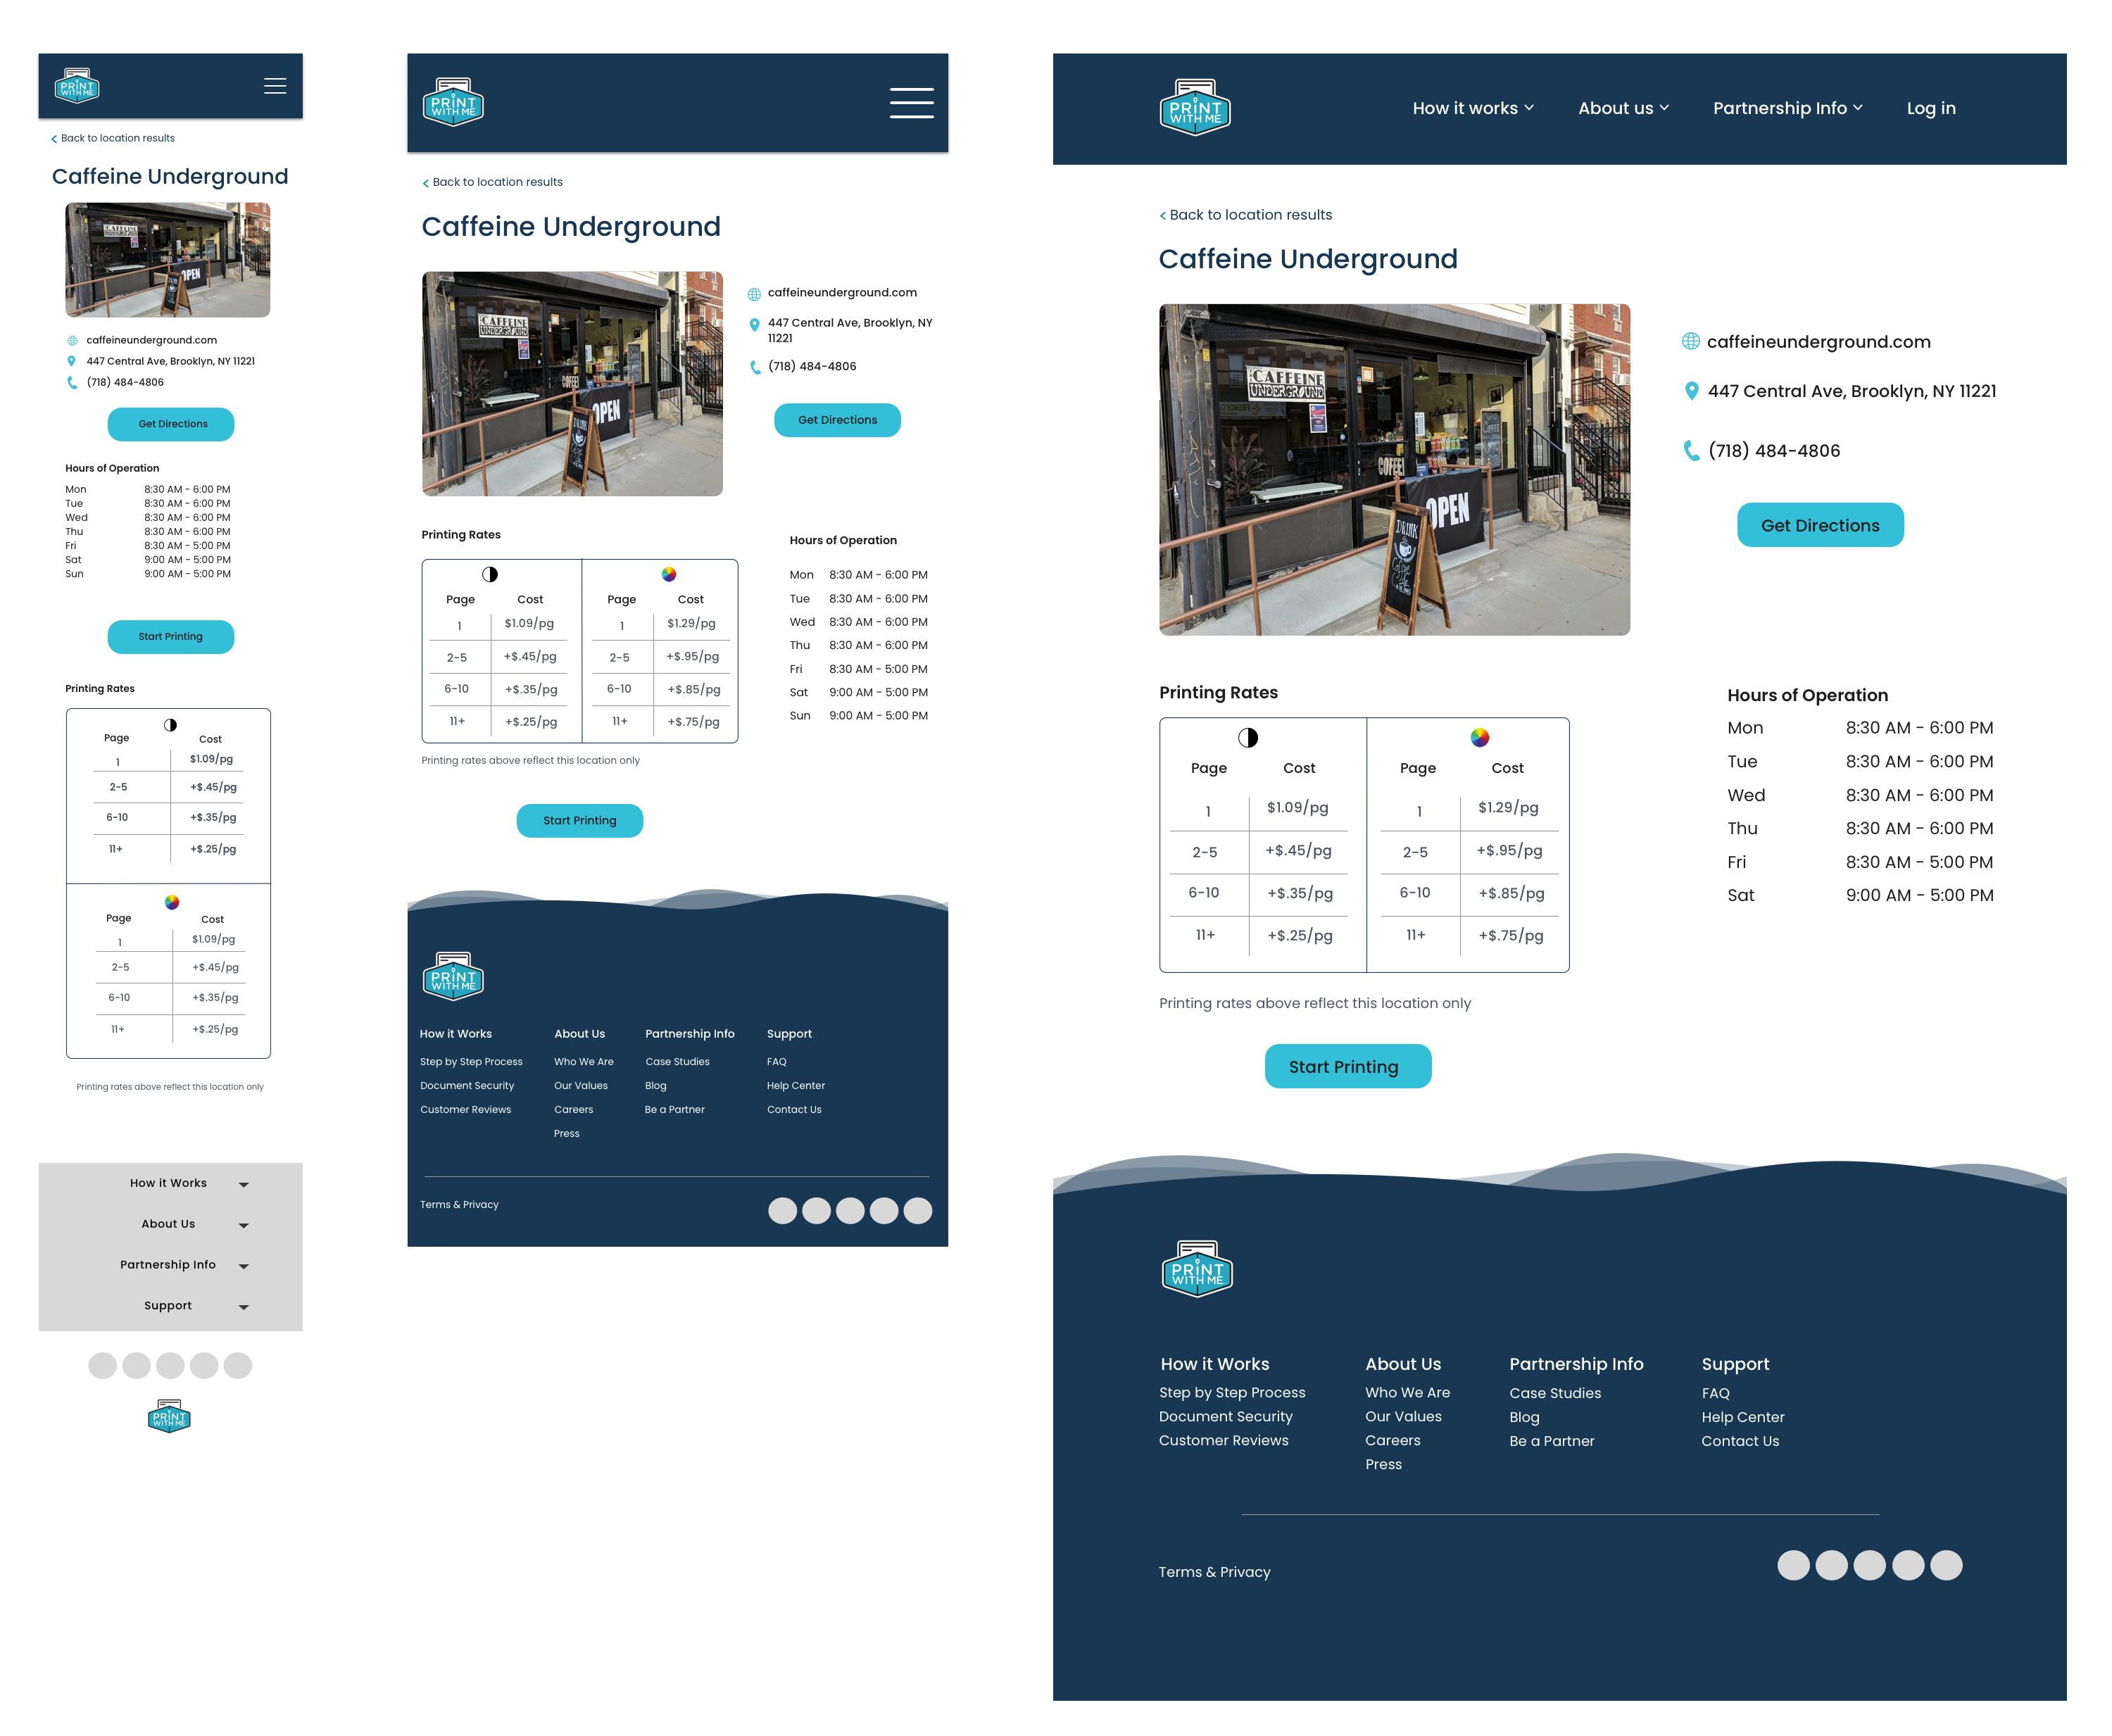 PRINT
WITH ME
Back to location results
Caffeine Underground
CAFFEINE
UNDERGROUND
OPEN
caffeineunderground.com
447 Central Ave, Brooklyn, NY 11221
(718) 484-4806
Get Directions
Hours of Operation
Mon 8:30 AM - 6:00 PM
Tue 8:30 AM - 6:00 PM
Wed 8:30 AM - 6:00 PM
Thu 8:30 AM - 6:00 PM
Fri 8:30 AM - 5:00 PM
Sat 9:00 AM - 5:00 PM
Sun 9:00 AM - 5:00 PM
Start Printing
Printing Rates
Page Cost
1 $1.09/pg
2-5 +$.45/pg
6-10 +$.35/pg
11+ +$.25/pg
Page Cost
1 $1.09/pg
2-5 +$.45/pg
6-10 +$.35/pg
11+ +$.25/pg
Printing rates above reflect this location only
How it Works
About Us
Partnership Info
Support
PRINT
WITH ME
PRINT
WITH ME
Back to location results
Caffeine Underground
CAFFEINE
UNDERGROUND
COFFEE
OPEN
DRINK
caffeineunderground.com
447 Central Ave, Brooklyn, NY
11221
(718) 484-4806
Get Directions
Printing Rates
Page Cost Page Cost
1 $1.09/pg 1 $1.29/pg
2-5 +$.45/pg 2-5 +$.95/pg
6-10 +$.35/pg 6-10 +$.85/pg
11+ +$.25/pg 11+ +$.75/pg
Printing rates above reflect this location only
Hours of Operation
Mon 8:30 AM - 6:00 PM
Tue 8:30 AM - 6:00 PM
Wed 8:30 AM - 6:00 PM
Thu 8:30 AM - 6:00 PM
Fri 8:30 AM - 5:00 PM
Sat 9:00 AM - 5:00 PM
Sun 9:00 AM - 5:00 PM
Start Printing
PRINT
WITH ME
How it Works About Us Partnership Info Support
Step by Step Process Who We Are Case Studies FAQ
Document Security Our Values Blog Help Center
Customer Reviews Careers Be a Partner Contact Us
Press
Terms & Privacy
PRINT
WITH ME
How it works About us Partnership Info Log in
Back to location results
Caffeine Underground
CAFFEINE
UNDERGROUND
COFFEE
OPEN
DRINK
caffeineunderground.com
447 Central Ave, Brooklyn, NY 11221
(718) 484-4806
Get Directions
Printing Rates
Page Cost Page Cost
1 $1.09/pg 1 $1.29/pg
2-5 +$.45/pg 2-5 +$.95/pg
6-10 +$.35/pg 6-10 +$.85/pg
11+ +$.25/pg 11+ +$.75/pg
Printing rates above reflect this location only
Hours of Operation
Mon 8:30 AM - 6:00 PM
Tue 8:30 AM - 6:00 PM
Wed 8:30 AM - 6:00 PM
Thu 8:30 AM - 6:00 PM
Fri 8:30 AM - 5:00 PM
Sat 9:00 AM - 5:00 PM
Start Printing
PRINT
WITH ME
How it Works About Us Partnership Info Support
Step by Step Process Who We Are Case Studies FAQ
Document Security Our Values Blog Help Center
Customer Reviews Careers Be a Partner Contact Us
Press
Terms & Privacy